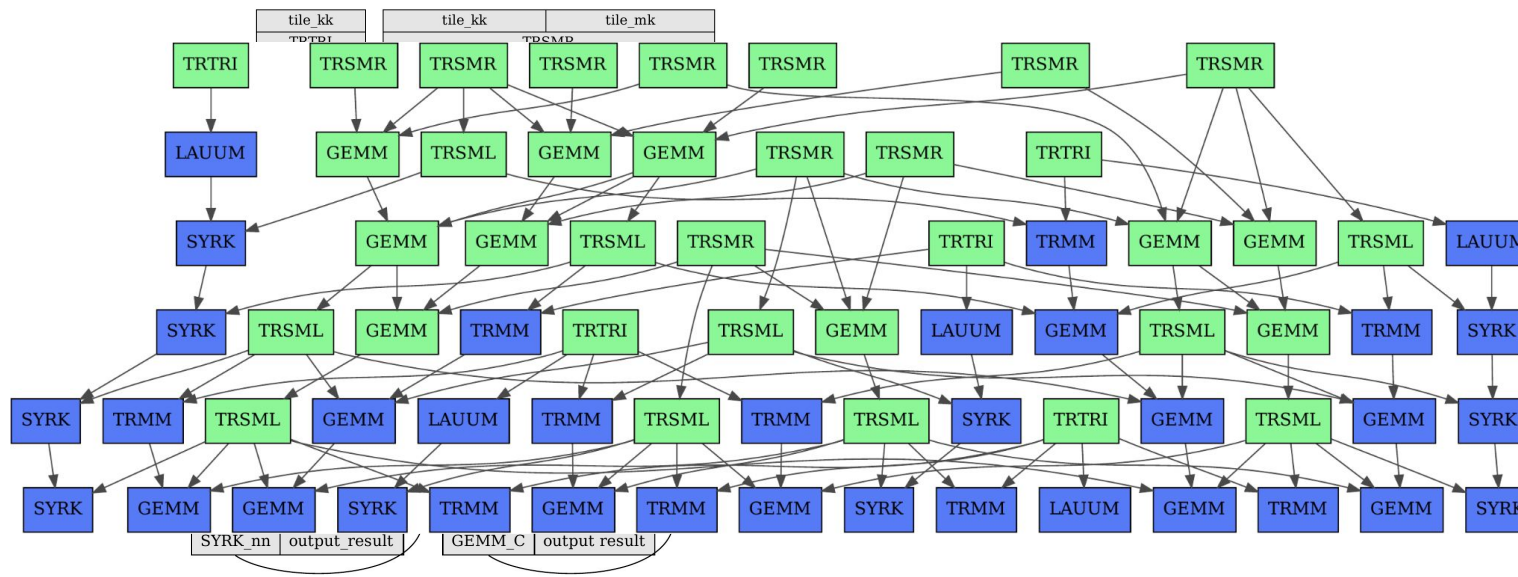 tile_kk tile_kk tile_mk
TRTRI TRSMR
TRTRI TRSMR TRSMR TRSMR TRSMR TRSMR TRSMR TRSMR
LAUUM GEMM TRSML GEMM GEMM TRSMR TRSMR TRTRI
SYRK GEMM GEMM TRSML TRSMR TRTRI TRMM GEMM GEMM TRSML LAUUM
SYRK TRSML GEMM TRMM TRTRI TRSML GEMM LAUUM GEMM TRSML GEMM TRMM SYRK
SYRK TRMM TRSML GEMM LAUUM TRMM TRSML TRMM TRSML SYRK TRTRI GEMM TRSML GEMM SYRK
SYRK GEMM GEMM SYRK TRMM GEMM TRMM GEMM SYRK TRMM LAUUM GEMM TRMM GEMM SYRK
SYRK_nn output_result GEMM_C output result